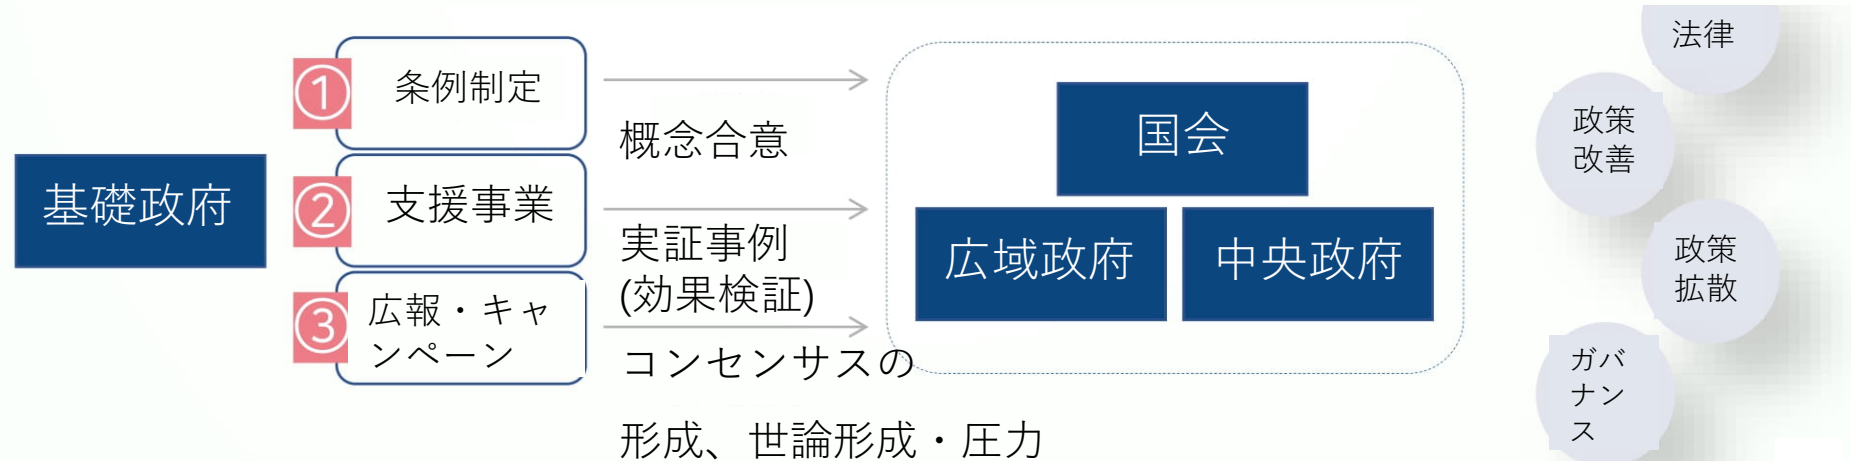 基礎政府
①
条例制定
②
支援事業
③
広報・キャ
ンペーン
概念合意
実証事例
(効果検証)
コンセンサスの
形成、世論形成・圧力
国会
広域政府
中央政府
法律
政策
改善
政策
拡散
ガバ
ナン
ス